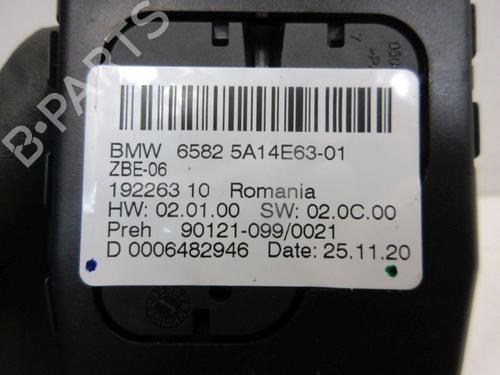 BMW 6582 5A14E63-01
ZBE-06
192263 10 Romania
HW: 02.01.00 SW: 02.0C.00
Preh 90121-099/0021
D 0006482946 Date: 25.11.20